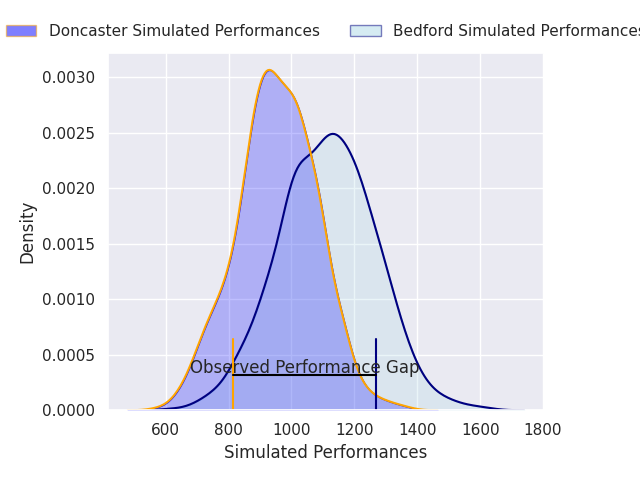 Doncaster Simulated Performances
Bedford Simulated Performances
0.0030
0.0025
0.0020
0.0015
0.0010
0.0005
0.0000
Density
Observed Performance Gap
600 800 1000 1200 1400 1600 1800
Simulated Performances